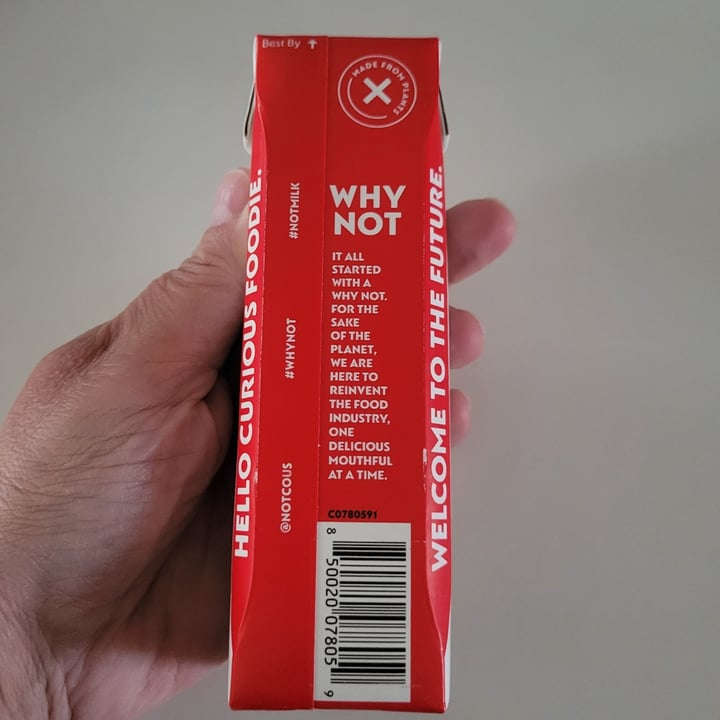 Best By
MADE FROM PLANTS
HELLO CURIOUS FOODIE.
#NOTMILK
#WHYNOT
@NOTCOUS
WHY
NOT
IT ALL
STARTED
WITH A
WHY NOT.
FOR THE
SAKE
OF THE
PLANET,
WE ARE
HERE TO
REINVENT
THE FOOD
INDUSTRY,
ONE
DELICIOUS
MOUTHFUL
AT A TIME.
WELCOME TO THE FUTURE.
C0780591
8 50020 07805 9